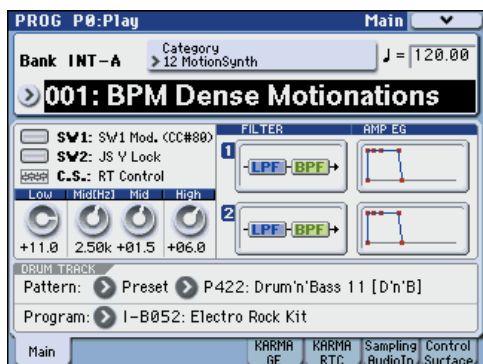 PROG P0:Play Main
Category
Bank INT-A 12 MotionSynth ♩= 120.00
001: BPM Dense Motionations
SW1: SW1 Mod. (CC#80)
SW2: JS Y Lock
C.S.: RT Control
Low Mid[Hz] Mid High
+11.0 2.50k +01.5 +06.0
FILTER AMP EG
1 LPF BPF
2 LPF BPF
DRUM TRACK
Pattern: Preset P422: Drum'n'Bass 11 [D'n'B]
Program: I-B052: Electro Rock Kit
Main KARMA GE KARMA RTC Sampling AudioIn Control Surface